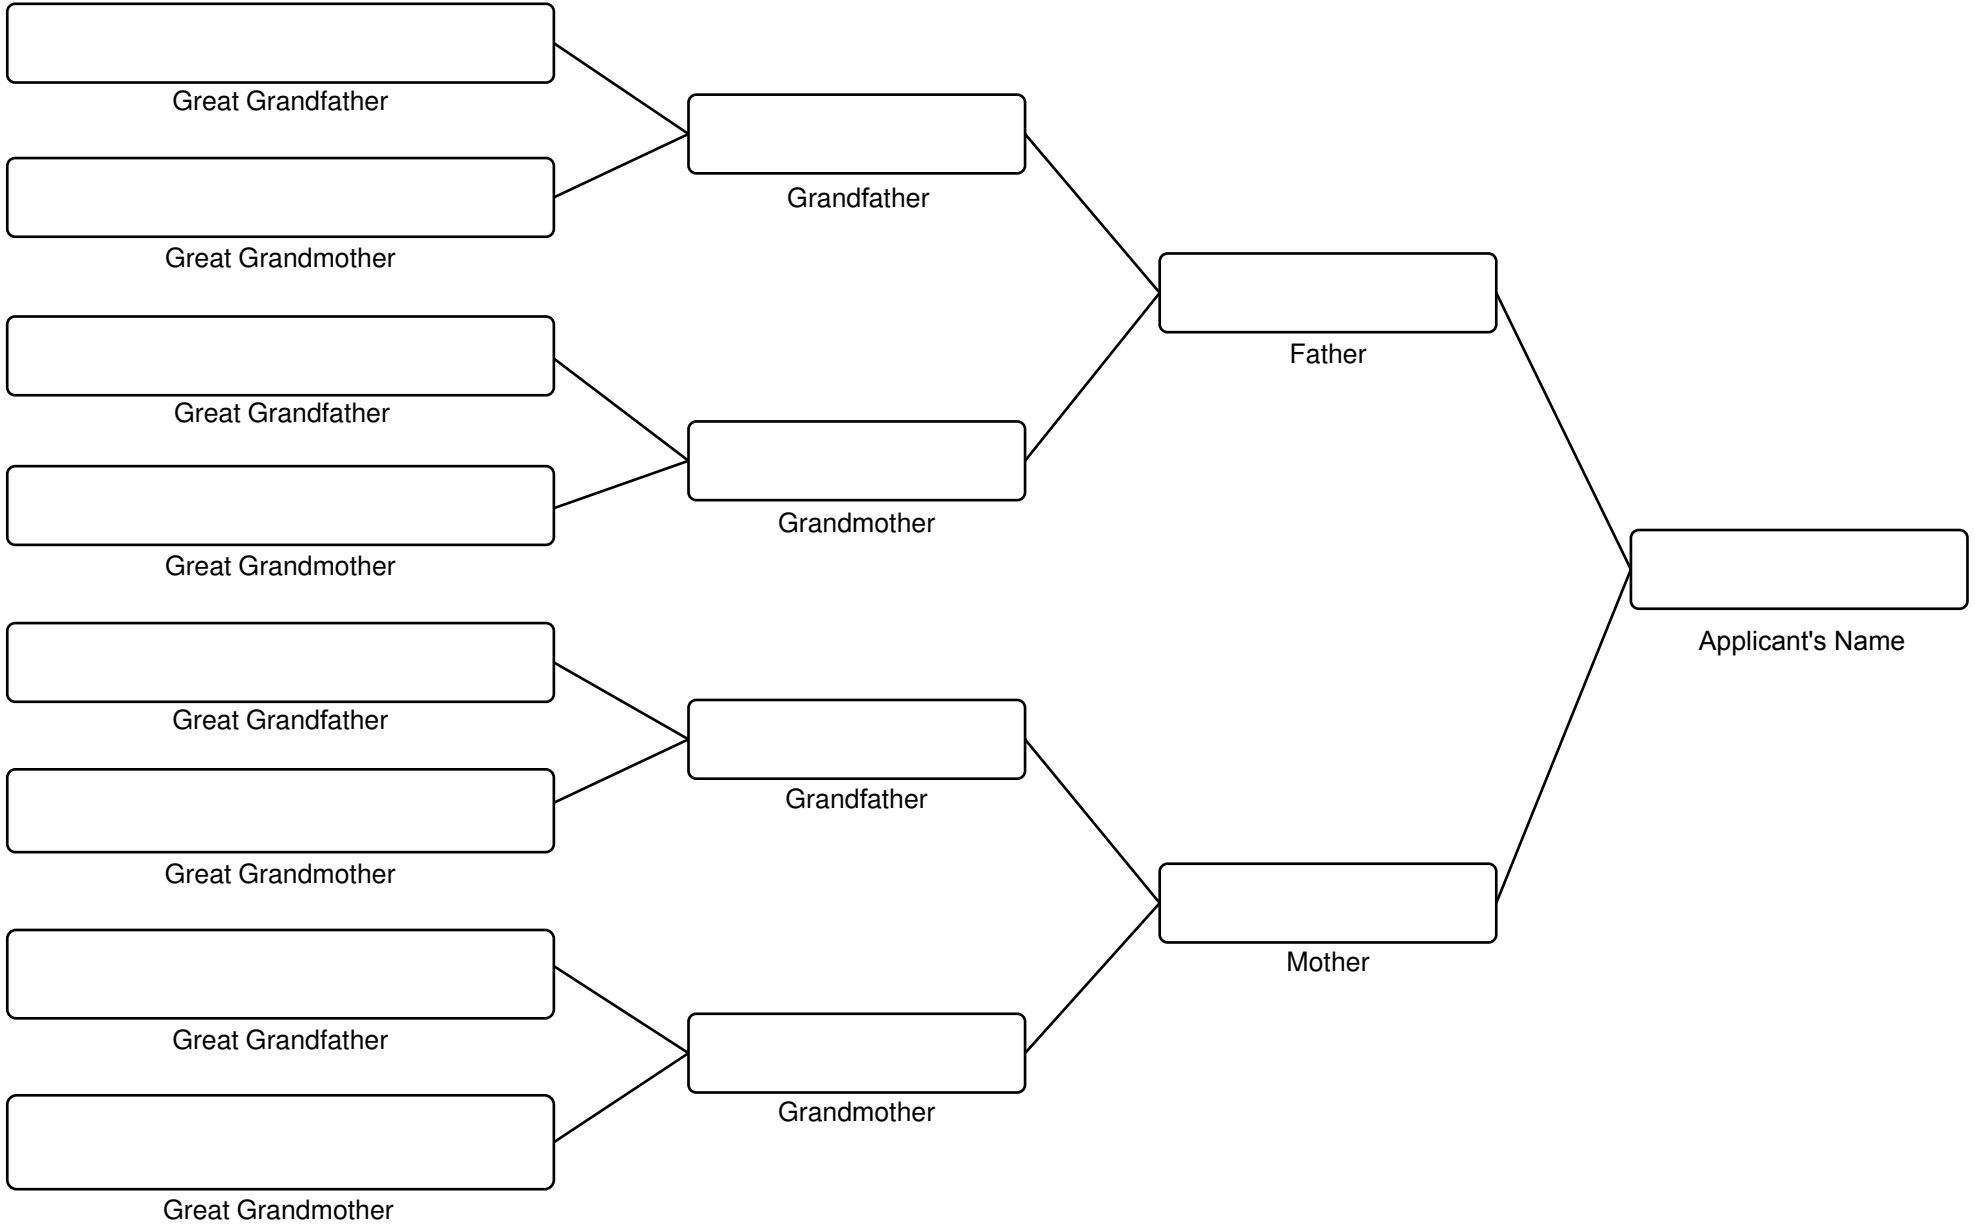 Great Grandfather
Great Grandmother
Great Grandfather
Great Grandmother
Great Grandfather
Great Grandmother
Great Grandfather
Great Grandmother
Grandfather
Grandmother
Grandfather
Grandmother
Father
Mother
Applicant's Name